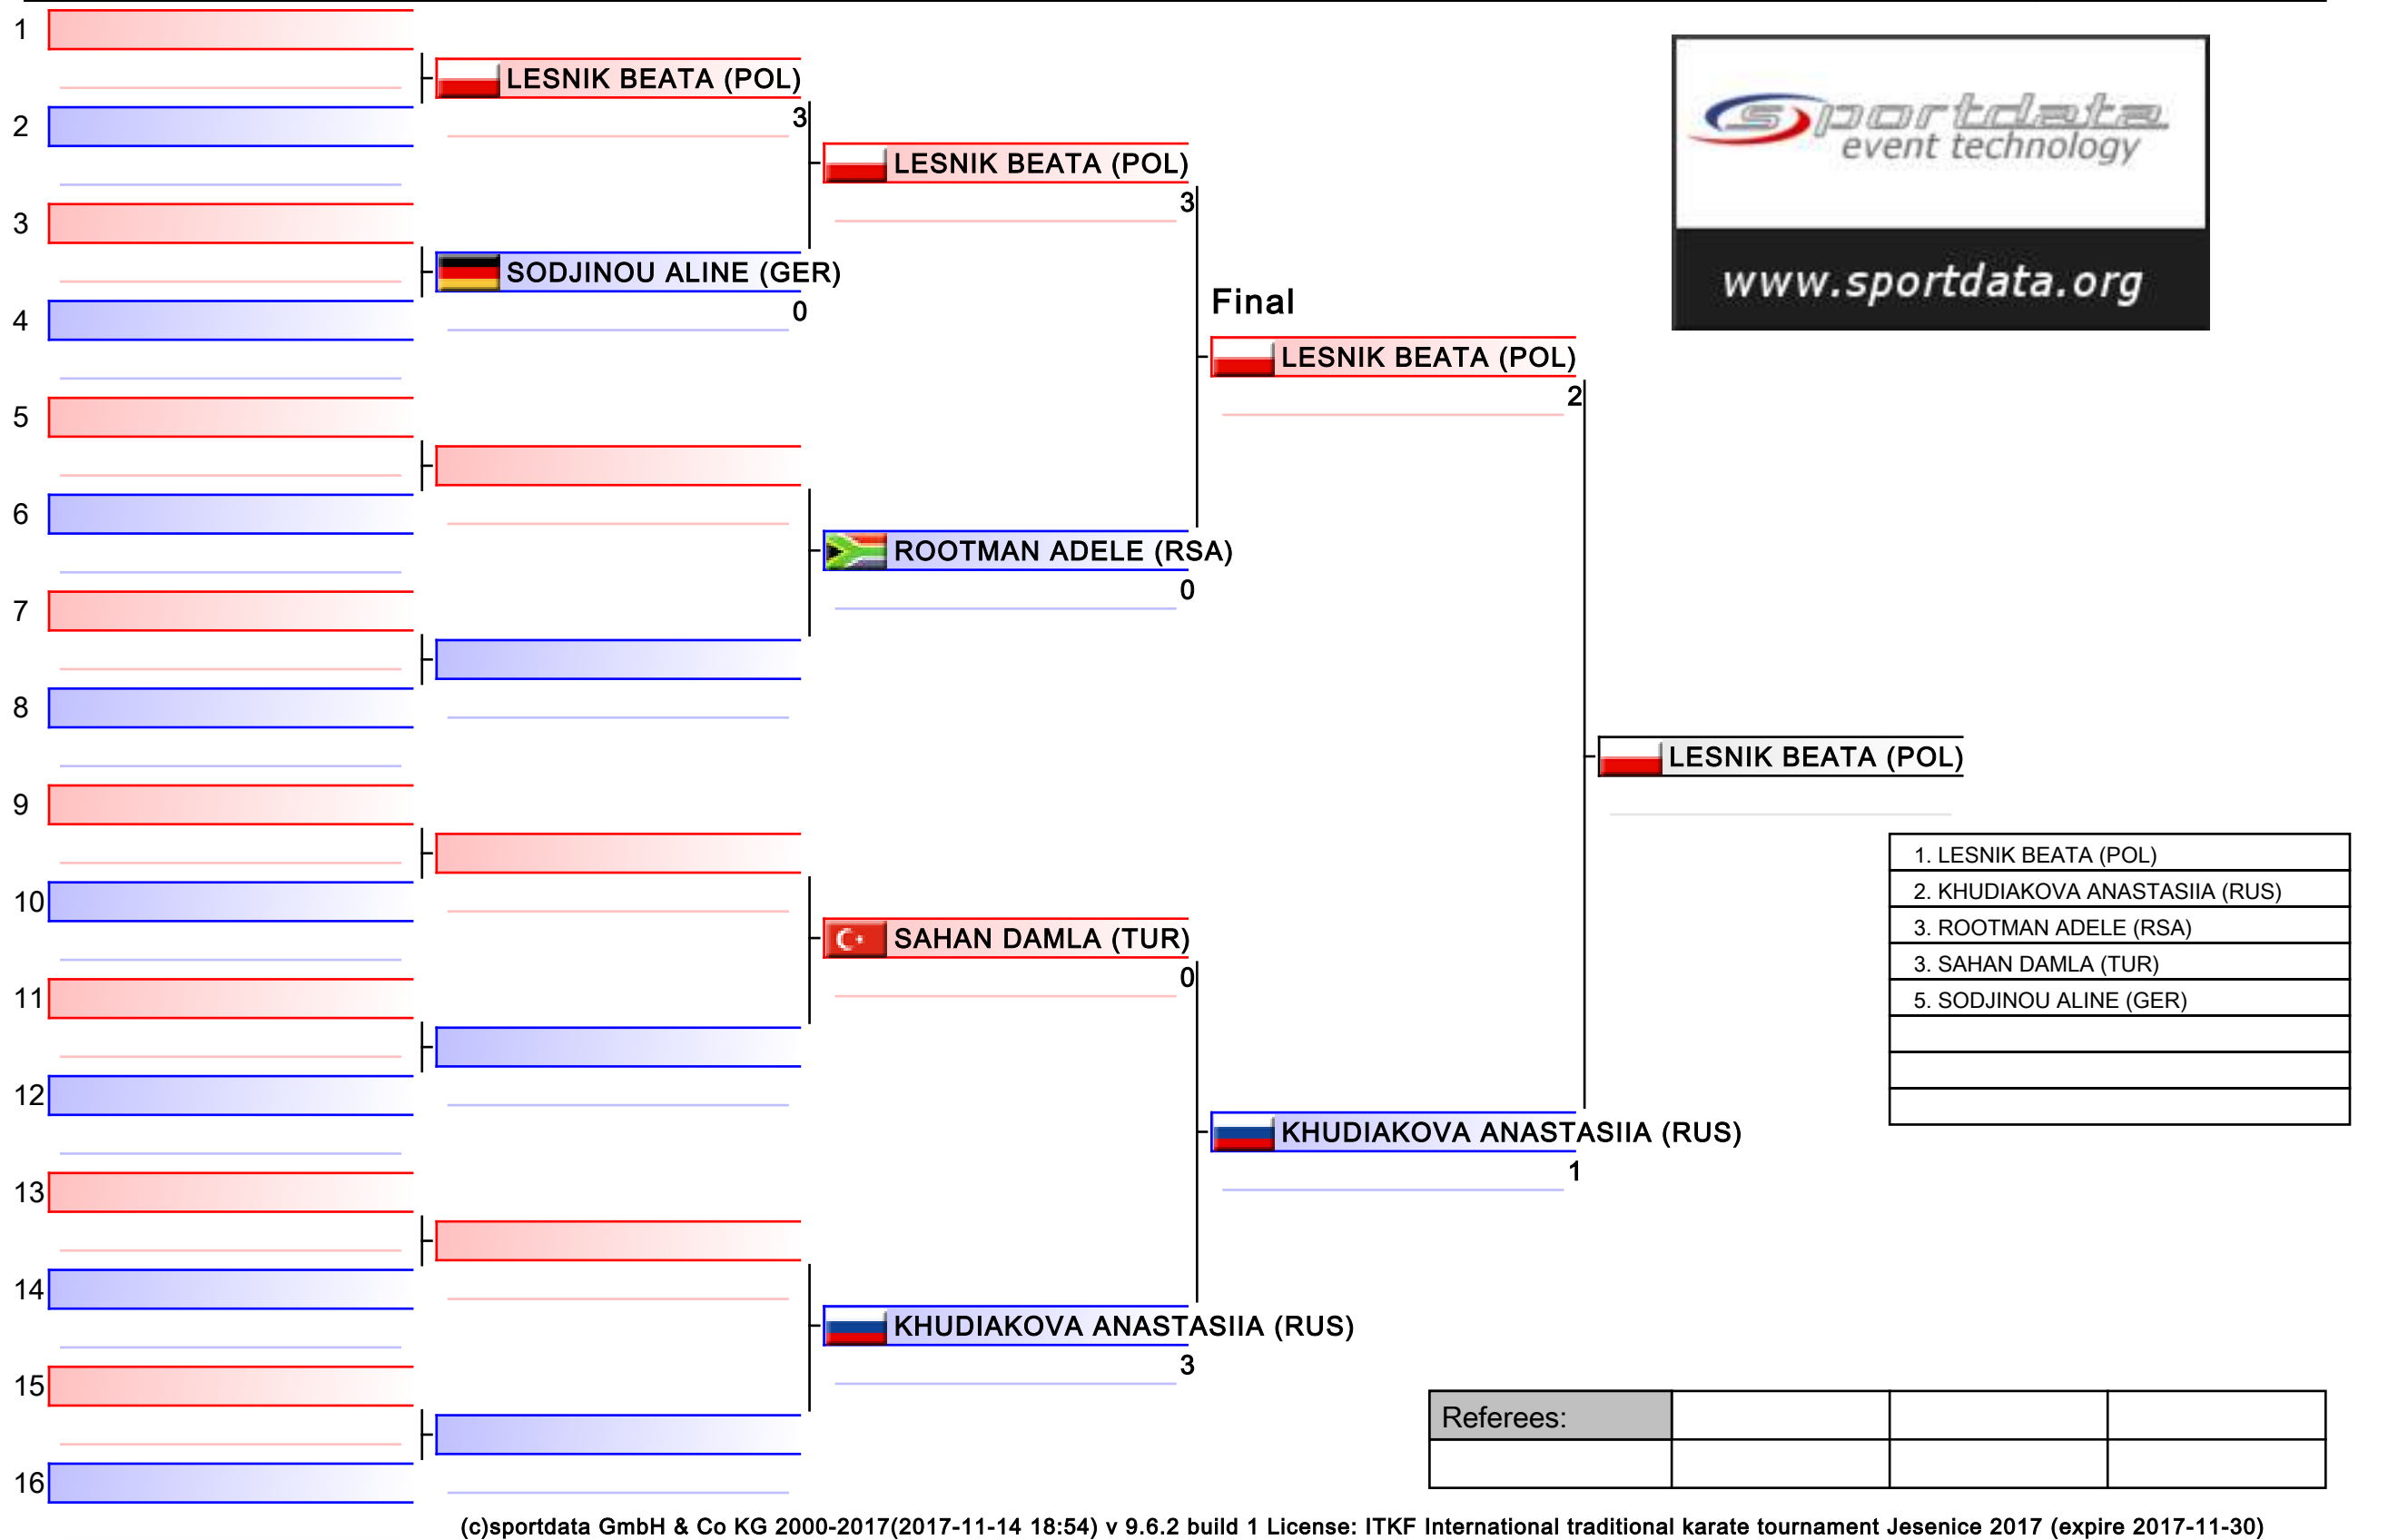 1
LESNIK BEATA (POL)
3
2
LESNIK BEATA (POL)
3
3
SODJINOU ALINE (GER)
0
4
Final
LESNIK BEATA (POL)
2
5
6
ROOTMAN ADELE (RSA)
0
7
8
LESNIK BEATA (POL)
9
10
SAHAN DAMLA (TUR)
0
11
12
KHUDIAKOVA ANASTASIIA (RUS)
1
13
14
KHUDIAKOVA ANASTASIIA (RUS)
3
15
16
sportdata
event technology
www.sportdata.org
1. LESNIK BEATA (POL)
2. KHUDIAKOVA ANASTASIIA (RUS)
3. ROOTMAN ADELE (RSA)
3. SAHAN DAMLA (TUR)
5. SODJINOU ALINE (GER)
Referees:
(c)sportdata GmbH & Co KG 2000-2017(2017-11-14 18:54) v 9.6.2 build 1 License: ITKF International traditional karate tournament Jesenice 2017 (expire 2017-11-30)